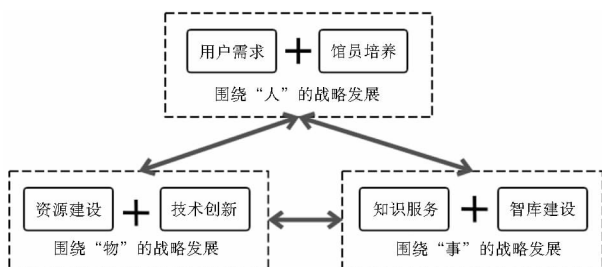 用户需求 + 馆员培养
围绕“人”的战略发展
资源建设 + 技术创新
围绕“物”的战略发展
知识服务 + 智库建设
围绕“事”的战略发展